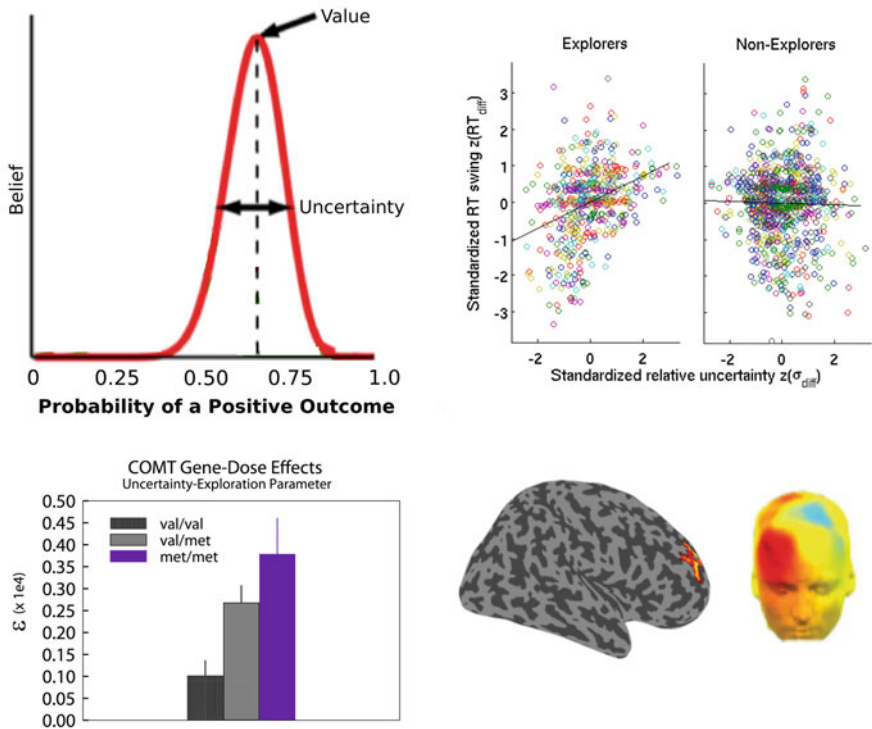 Value
Belief
Uncertainty
0 0.25 0.50 0.75 1.0
Probability of a Positive Outcome
Explorers Non-Explorers
Standardized RT swing z(RT_diff)
3
2
1
0
-1
-2
-3
-2 0 2 -2 0 2
Standardized relative uncertainty z(σ_diff)
COMT Gene-Dose Effects
Uncertainty-Exploration Parameter
ε (x 1e4)
0.50
0.45
0.40
0.35
0.30
0.25
0.20
0.15
0.10
0.05
0.00
val/val
val/met
met/met